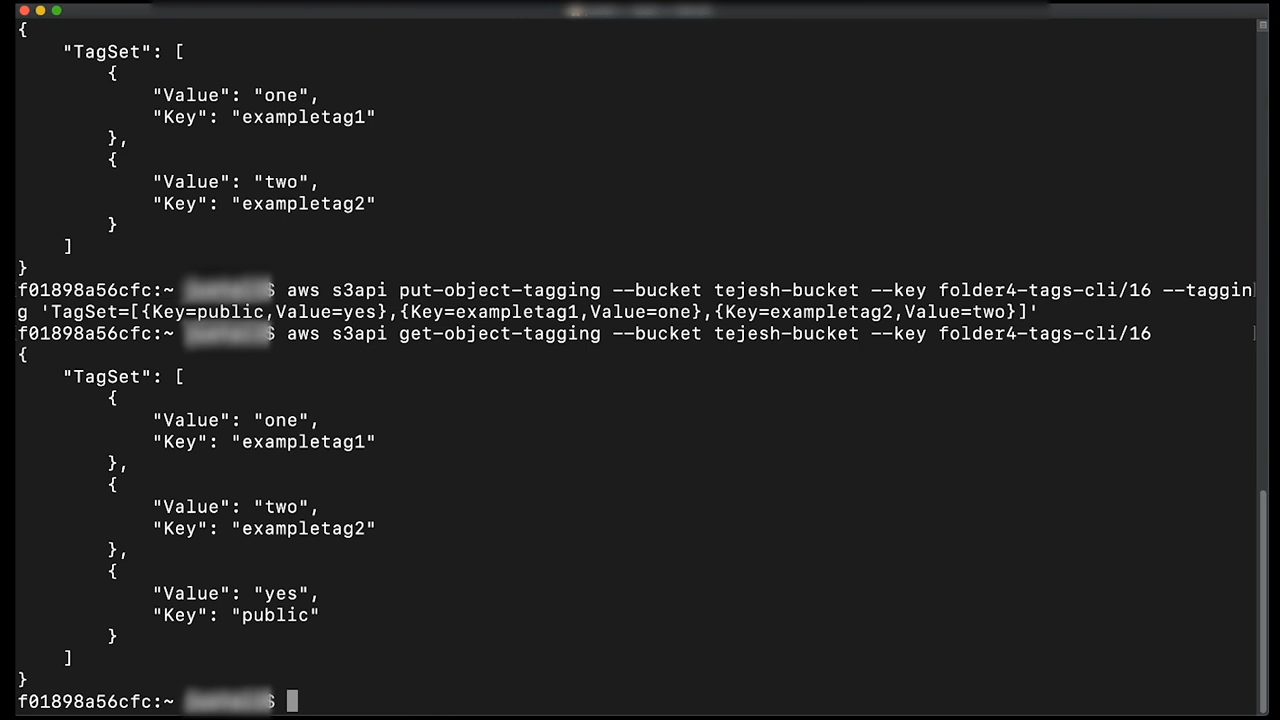 {
    "TagSet": [
        {
            "Value": "one",
            "Key": "exampletag1"
        },
        {
            "Value": "two",
            "Key": "exampletag2"
        }
    ]
}
f01898a56cfc:~ $ aws s3api put-object-tagging --bucket tejesh-bucket --key folder4-tags-cli/16 --taggin
g 'TagSet=[{Key=public,Value=yes},{Key=exampletag1,Value=one},{Key=exampletag2,Value=two}]'
f01898a56cfc:~ $ aws s3api get-object-tagging --bucket tejesh-bucket --key folder4-tags-cli/16
{
    "TagSet": [
        {
            "Value": "one",
            "Key": "exampletag1"
        },
        {
            "Value": "two",
            "Key": "exampletag2"
        },
        {
            "Value": "yes",
            "Key": "public"
        }
    ]
}
f01898a56cfc:~ $